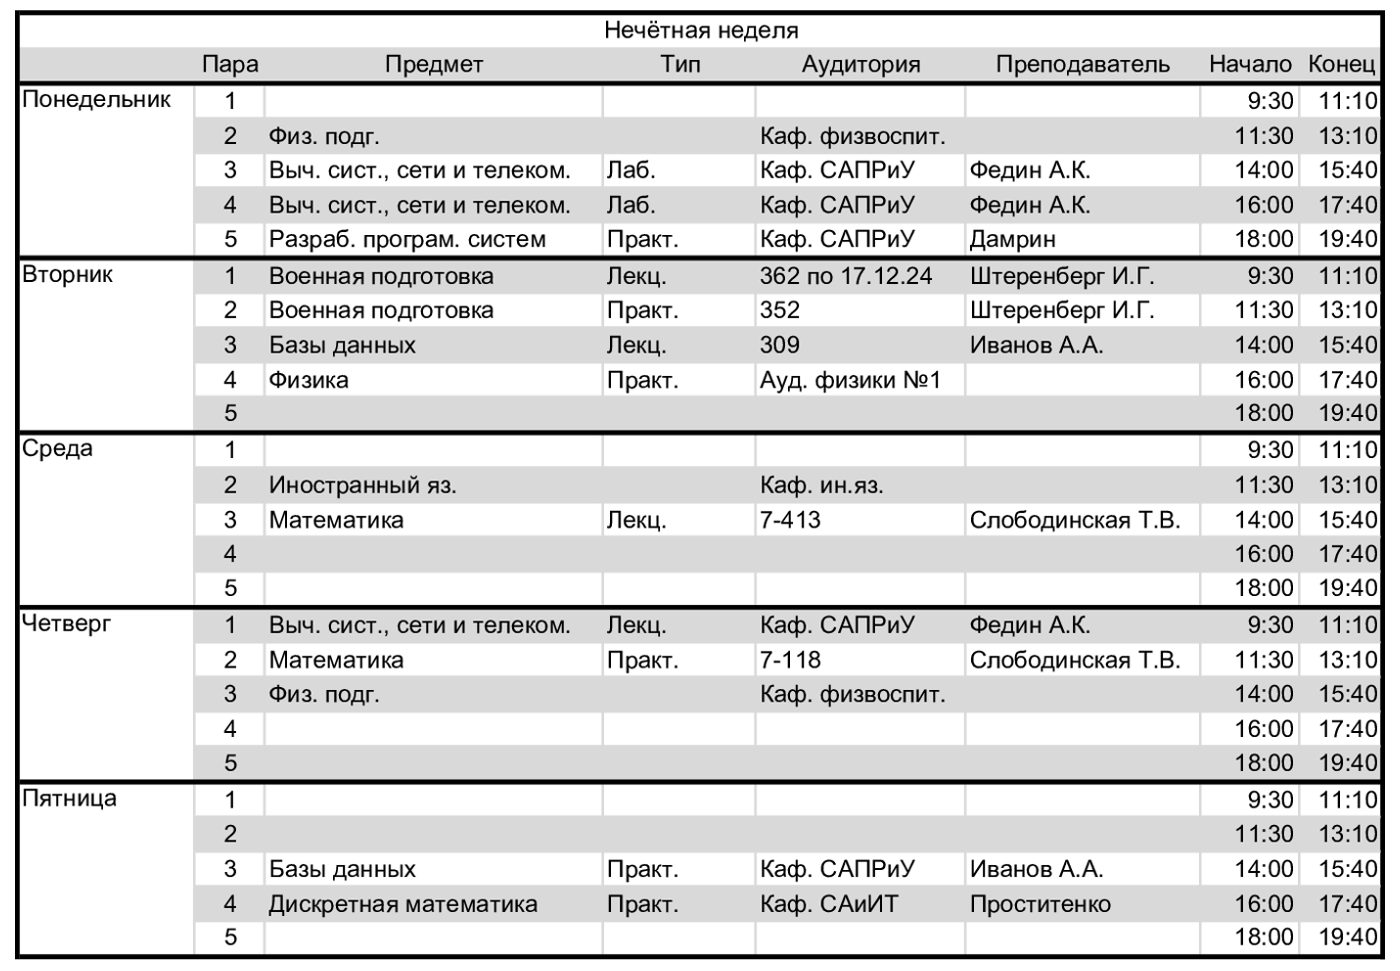 Нечётная неделя
Пара Предмет Тип Аудитория Преподаватель Начало Конец
Понедельник 1 9:30 11:10
2 Физ. подг. Каф. физвоспит. 11:30 13:10
3 Выч. сист., сети и телеком. Лаб. Каф. САПРиУ Федин А.К. 14:00 15:40
4 Выч. сист., сети и телеком. Лаб. Каф. САПРиУ Федин А.К. 16:00 17:40
5 Разраб. програм. систем Практ. Каф. САПРиУ Дамрин 18:00 19:40
Вторник 1 Военная подготовка Лекц. 362 по 17.12.24 Штеренберг И.Г. 9:30 11:10
2 Военная подготовка Практ. 352 Штеренберг И.Г. 11:30 13:10
3 Базы данных Лекц. 309 Иванов А.А. 14:00 15:40
4 Физика Практ. Ауд. физики №1 16:00 17:40
5 18:00 19:40
Среда 1 9:30 11:10
2 Иностранный яз. Каф. ин.яз. 11:30 13:10
3 Математика Лекц. 7-413 Слободинская Т.В. 14:00 15:40
4 16:00 17:40
5 18:00 19:40
Четверг 1 Выч. сист., сети и телеком. Лекц. Каф. САПРиУ Федин А.К. 9:30 11:10
2 Математика Практ. 7-118 Слободинская Т.В. 11:30 13:10
3 Физ. подг. Каф. физвоспит. 14:00 15:40
4 16:00 17:40
5 18:00 19:40
Пятница 1 9:30 11:10
2 11:30 13:10
3 Базы данных Практ. Каф. САПРиУ Иванов А.А. 14:00 15:40
4 Дискретная математика Практ. Каф. САиИТ Проститенко 16:00 17:40
5 18:00 19:40